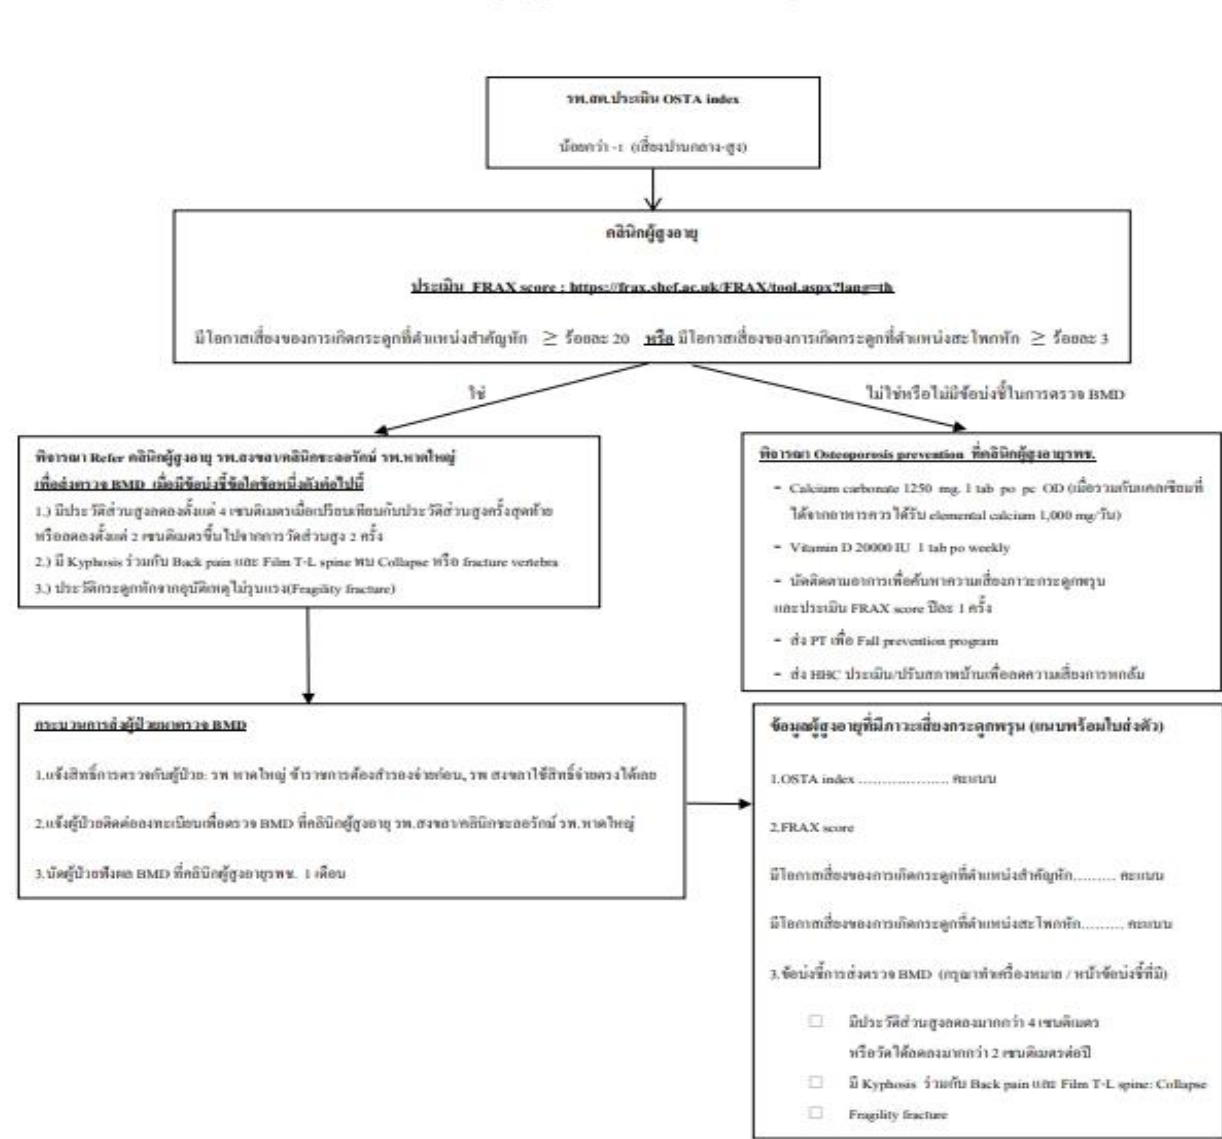 รพ.สต.ประเมิน OSTA index
น้อยกว่า -1 (เสี่ยงปานกลาง-สูง)
คลินิกผู้สูงอายุ
ประเมิน FRAX score : https://frax.shef.ac.uk/FRAX/tool.aspx?lang=th
มีโอกาสเสี่ยงของการเกิดกระดูกที่ตำแหน่งสำคัญหัก ≥ ร้อยละ 20 หรือ มีโอกาสเสี่ยงของการเกิดกระดูกที่ตำแหน่งสะโพกหัก ≥ ร้อยละ 3
ใช่
ไม่ใช่หรือไม่มีข้อบ่งชี้ในการตรวจ BMD
พิจารณา Refer คลินิกผู้สูงอายุ รพ.สงขลา/คลินิกชะลอรักษ์ รพ.หาดใหญ่
เพื่อส่งตรวจ BMD เมื่อมีข้อบ่งชี้ข้อใดข้อหนึ่งดังต่อไปนี้
1.) มีประวัติส่วนสูงลดลงตั้งแต่ 4 เซนติเมตรเมื่อเปรียบเทียบกับประวัติส่วนสูงครั้งสุดท้าย
หรือลดลงตั้งแต่ 2 เซนติเมตรขึ้นไปจากการวัดส่วนสูง 2 ครั้ง
2.) มี Kyphosis ร่วมกับ Back pain และ Film T-L spine พบ Collapse หรือ fracture vertebra
3.) ประวัติกระดูกหักจากอุบัติเหตุไม่รุนแรง(Fragility fracture)
พิจารณา Osteoporosis prevention ที่คลินิกผู้สูงอายุรพช.
- Calcium carbonate 1250 mg. 1 tab po pc OD (เมื่อรวมกับแคลเซียมที่
ได้จากอาหารควรได้รับ elemental calcium 1,000 mg/วัน)
- Vitamin D 20000 IU 1 tab po weekly
- นัดติดตามอาการเพื่อค้นหาความเสี่ยงภาวะกระดูกพรุน
และประเมิน FRAX score ปีละ 1 ครั้ง
- ส่ง PT เพื่อ Fall prevention program
- ส่ง HHC ประเมิน/ปรับสภาพบ้านเพื่อลดความเสี่ยงการหกล้ม
กระบวนการส่งผู้ป่วยมาตรวจ BMD
1.แจ้งสิทธิ์การตรวจกับผู้ป่วย: รพ หาดใหญ่ ข้าราชการต้องสำรองจ่ายก่อน, รพ สงขลาใช้สิทธิ์จ่ายตรงได้เลย
2.แจ้งผู้ป่วยติดต่อลงทะเบียนเพื่อตรวจ BMD ที่คลินิกผู้สูงอายุ รพ.สงขลา/คลินิกชะลอรักษ์ รพ.หาดใหญ่
3.นัดผู้ป่วยฟังผล BMD ที่คลินิกผู้สูงอายุรพช. 1 เดือน
ข้อมูลผู้สูงอายุที่มีภาวะเสี่ยงกระดูกพรุน (แนบพร้อมใบส่งตัว)
1.OSTA index .................... คะแนน
2.FRAX score
มีโอกาสเสี่ยงของการเกิดกระดูกที่ตำแหน่งสำคัญหัก......... คะแนน
มีโอกาสเสี่ยงของการเกิดกระดูกที่ตำแหน่งสะโพกหัก......... คะแนน
3.ข้อบ่งชี้การส่งตรวจ BMD (กรุณาทำเครื่องหมาย / หน้าข้อบ่งชี้ที่มี)
☐ มีประวัติส่วนสูงลดลงมากกว่า 4 เซนติเมตร
หรือวัดได้ลดลงมากกว่า 2 เซนติเมตรต่อปี
☐ มี Kyphosis ร่วมกับ Back pain และ Film T-L spine: Collapse
☐ Fragility fracture